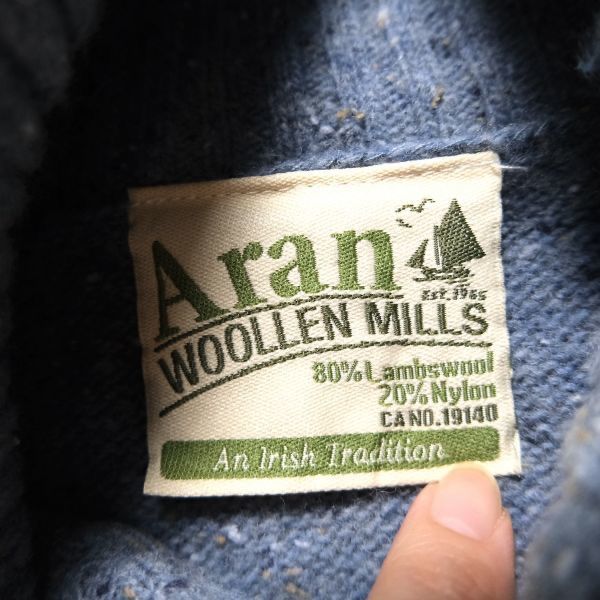 Aran
est.1965
WOOLLEN MILLS
80% Lambswool
20% Nylon
CA NO.19140
An Irish Tradition